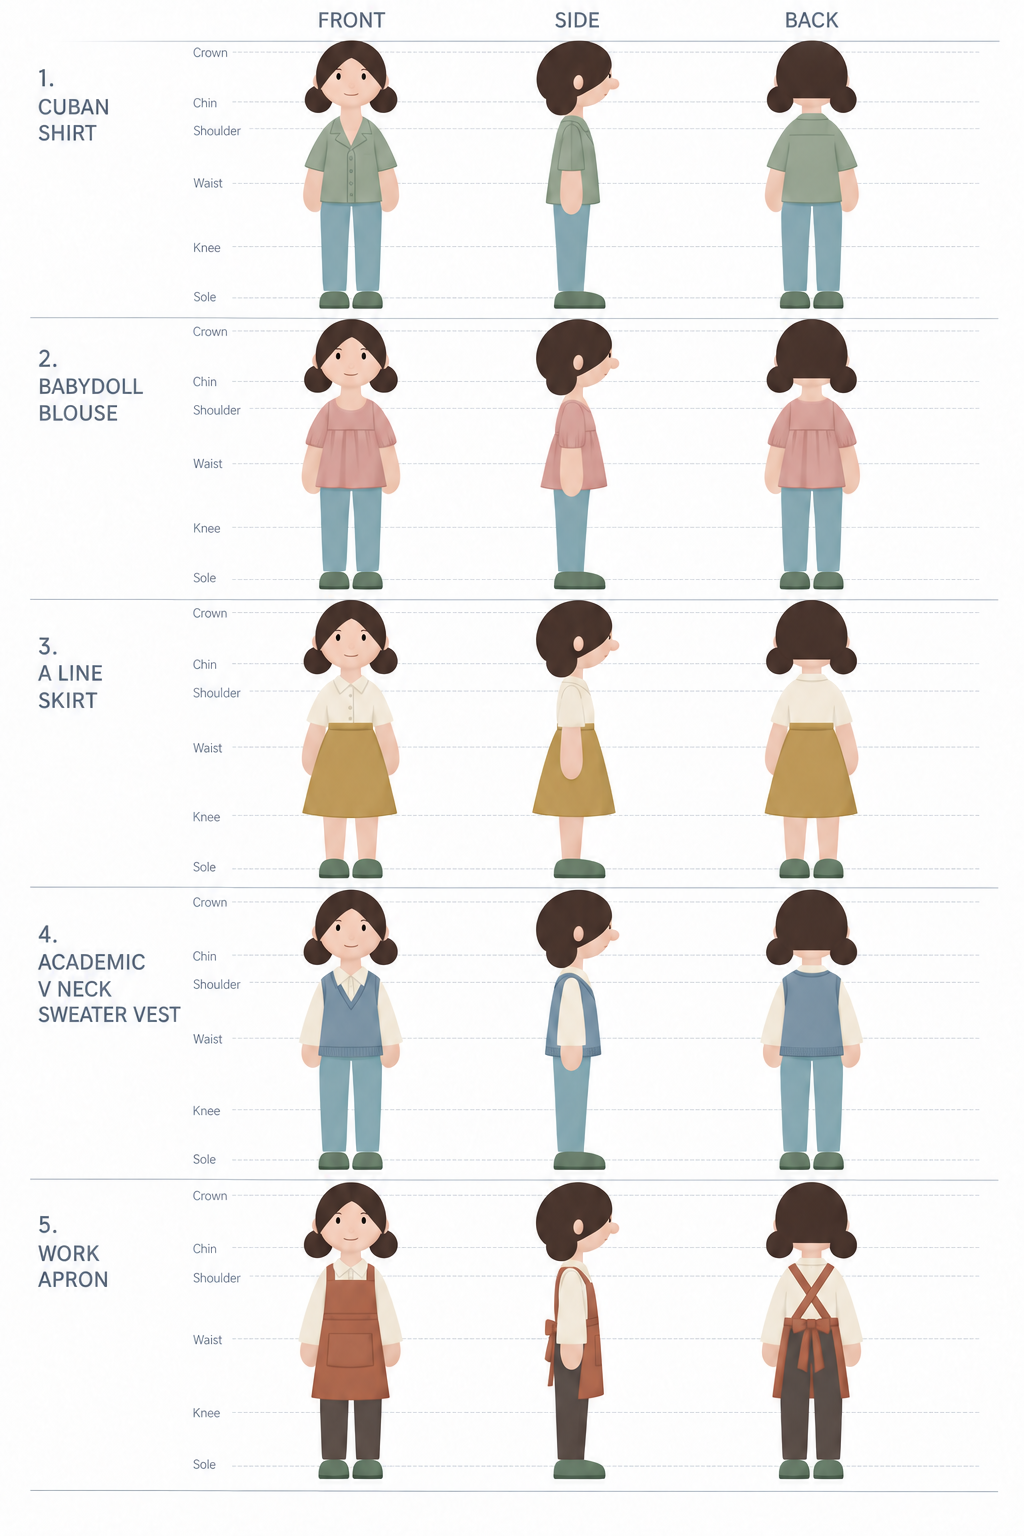 FRONT SIDE BACK
1.
CUBAN
SHIRT
Crown
Chin
Shoulder
Waist
Knee
Sole
2.
BABYDOLL
BLOUSE
Crown
Chin
Shoulder
Waist
Knee
Sole
3.
A LINE
SKIRT
Crown
Chin
Shoulder
Waist
Knee
Sole
4.
ACADEMIC
V NECK
SWEATER VEST
Crown
Chin
Shoulder
Waist
Knee
Sole
5.
WORK
APRON
Crown
Chin
Shoulder
Waist
Knee
Sole